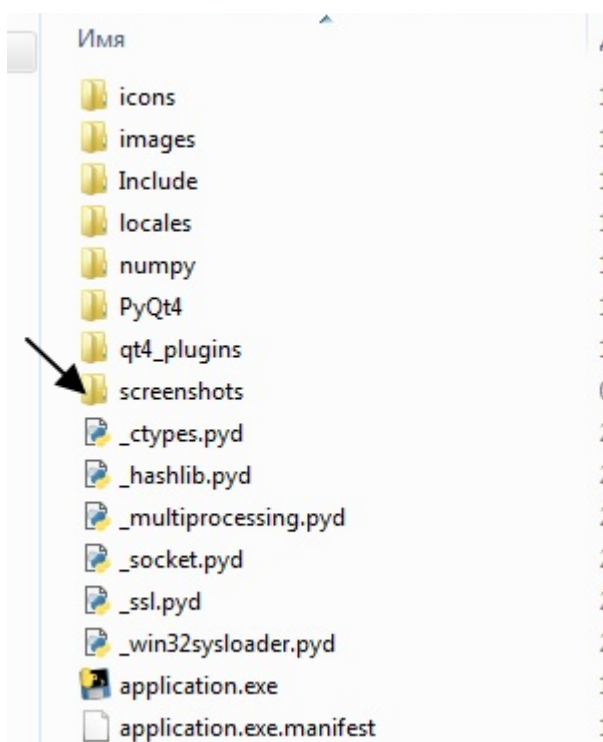 Имя
icons
images
Include
locales
numpy
PyQt4
qt4_plugins
screenshots
_ctypes.pyd
_hashlib.pyd
_multiprocessing.pyd
_socket.pyd
_ssl.pyd
_win32sysloader.pyd
application.exe
application.exe.manifest